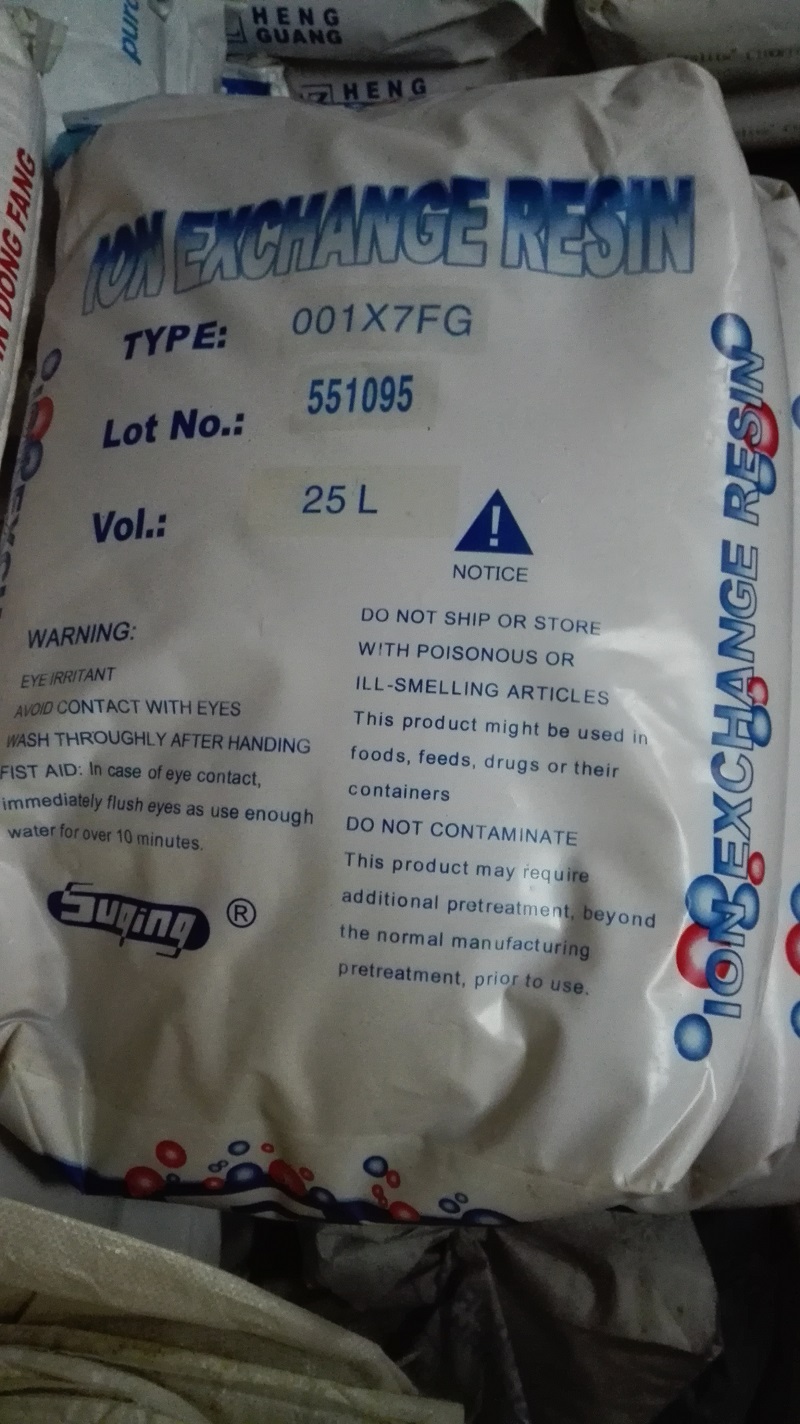 HENG
GUANG
HENG
ION EXCHANGE RESIN
TYPE: 001X7FG
Lot No.: 551095
Vol.: 25 L
!
NOTICE
WARNING:
EYE IRRITANT
AVOID CONTACT WITH EYES
WASH THROUGHLY AFTER HANDING
FIST AID: In case of eye contact,
immediately flush eyes as use enough
water for over 10 minutes.
Suqing ®
DO NOT SHIP OR STORE
WITH POISONOUS OR
ILL-SMELLING ARTICLES
This product might be used in
foods, feeds, drugs or their
containers
DO NOT CONTAMINATE
This product may require
additional pretreatment, beyond
the normal manufacturing
pretreatment, prior to use.
ION EXCHANGE RESIN
DONG FANG